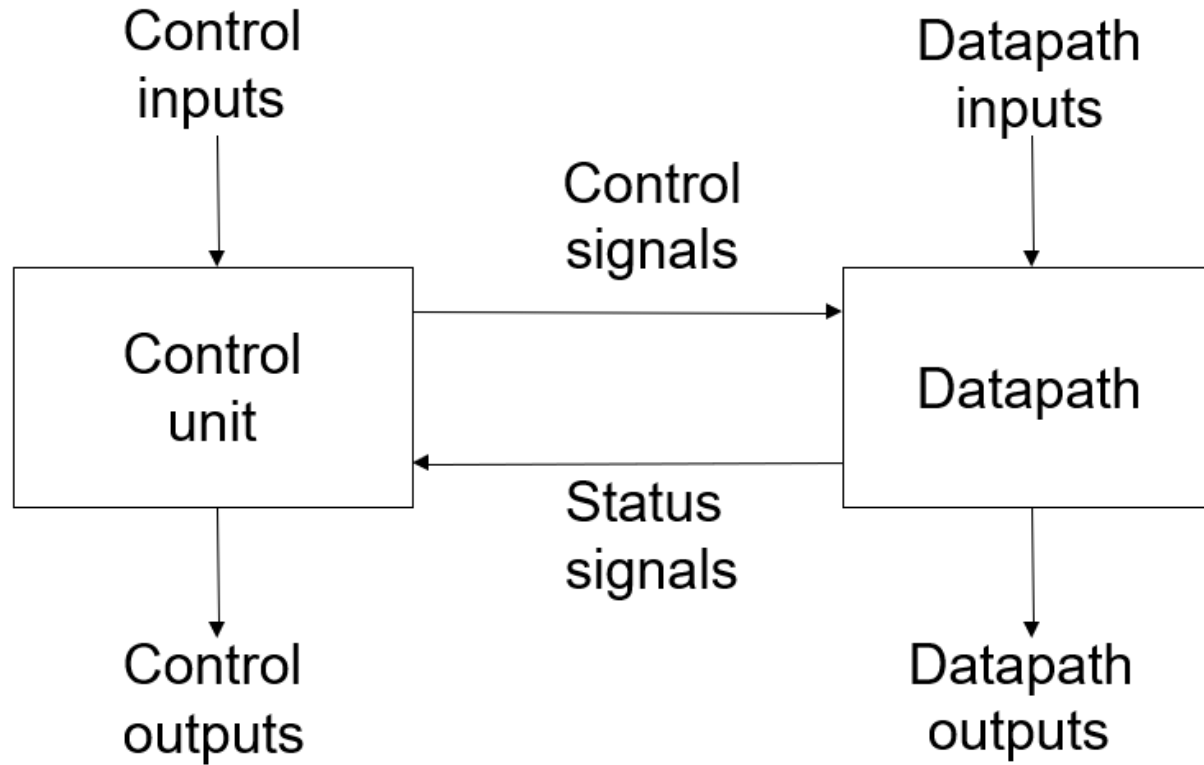 Control
inputs
Datapath
inputs
Control
signals
Control
unit
Datapath
Status
signals
Control
outputs
Datapath
outputs